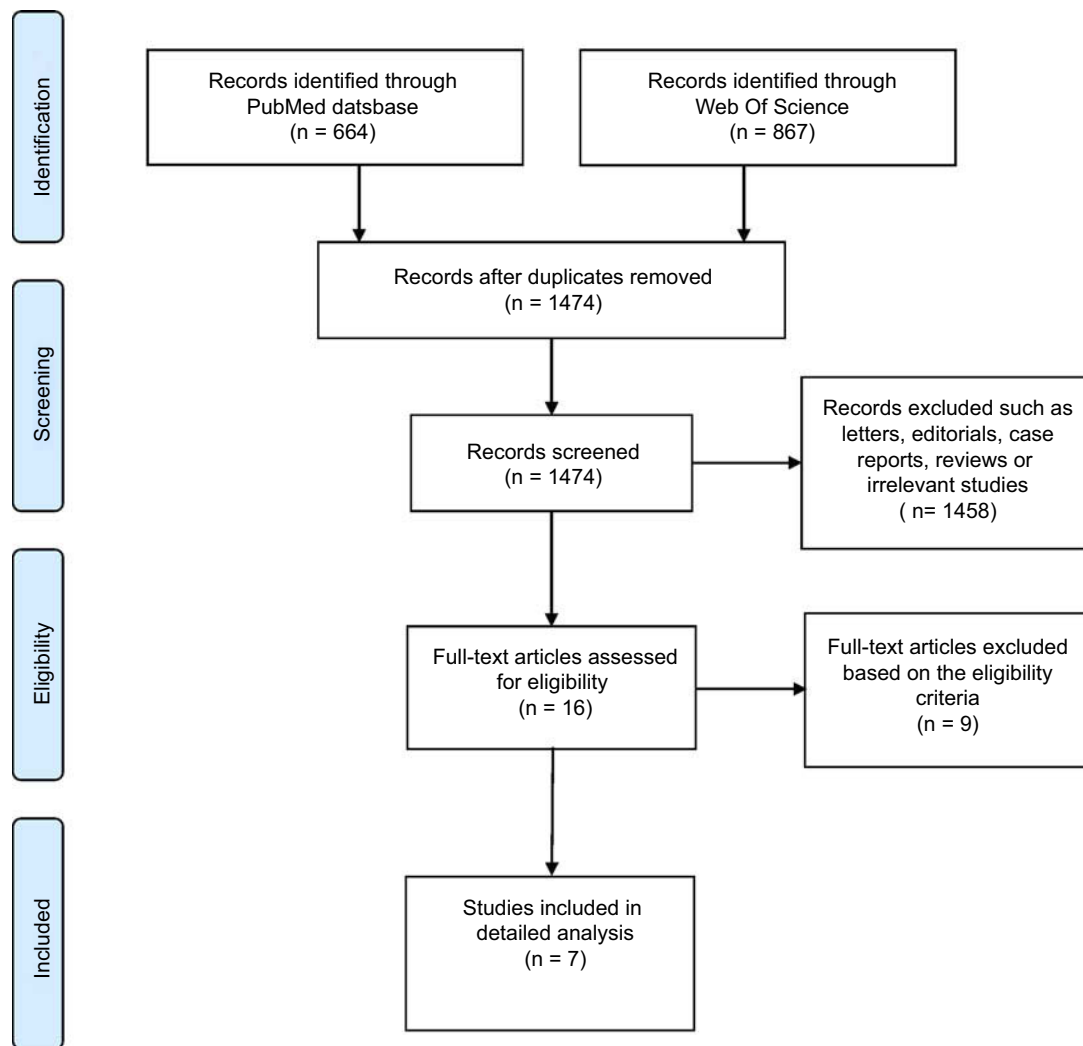 Identification
Records identified through
PubMed datsbase
(n = 664)
Records identified through
Web Of Science
(n = 867)
Records after duplicates removed
(n = 1474)
Screening
Records screened
(n = 1474)
Records excluded such as
letters, editorials, case
reports, reviews or
irrelevant studies
( n= 1458)
Eligibility
Full-text articles assessed
for eligibility
(n = 16)
Full-text articles excluded
based on the eligibility
criteria
(n = 9)
Included
Studies included in
detailed analysis
(n = 7)